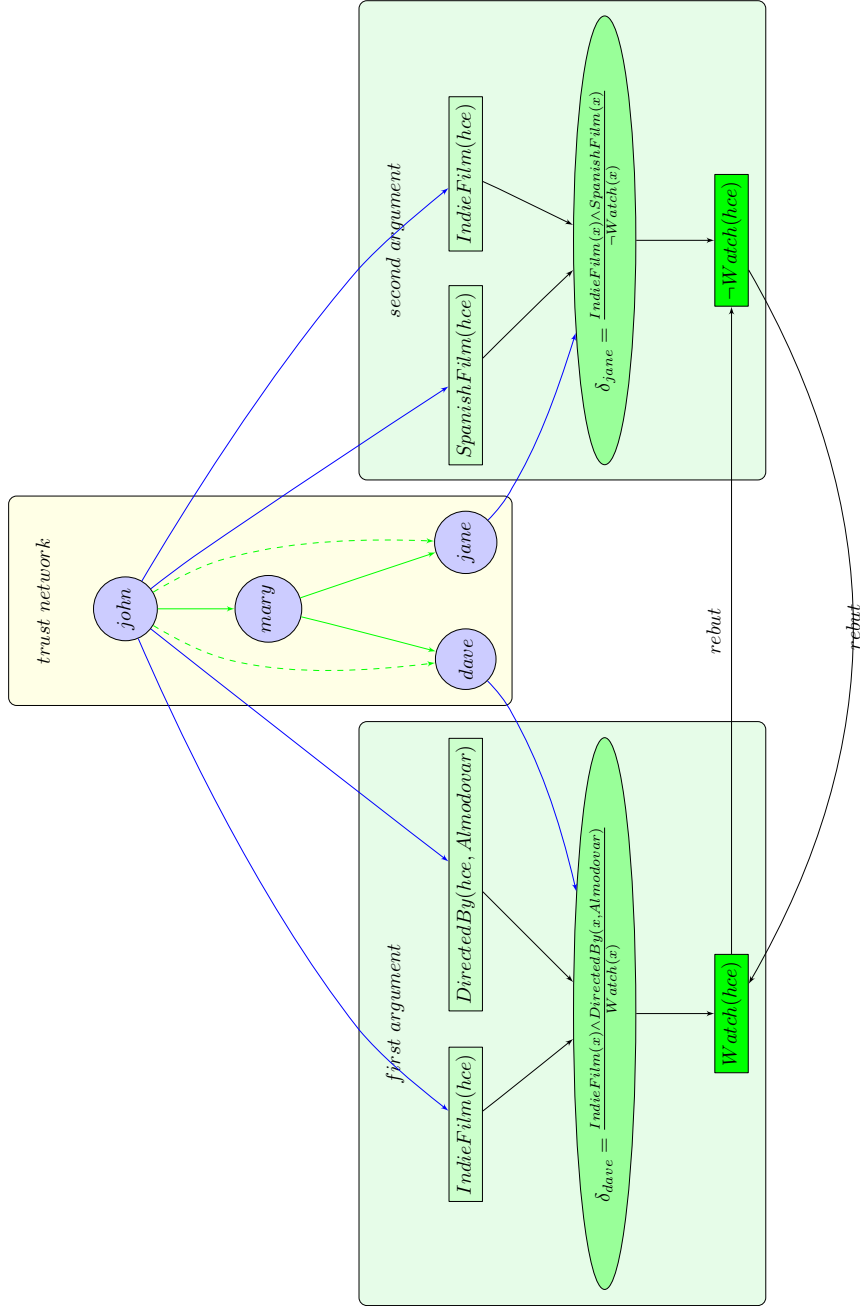 trust network
john
mary
dave
jane
first argument
IndieFilm(hce)
DirectedBy(hce, Almodovar)
δ_dave = IndieFilm(x)∧DirectedBy(x,Almodovar) / Watch(x)
Watch(hce)
second argument
SpanishFilm(hce)
IndieFilm(hce)
δ_jane = IndieFilm(x)∧SpanishFilm(x) / ¬Watch(x)
¬Watch(hce)
rebut
rebut